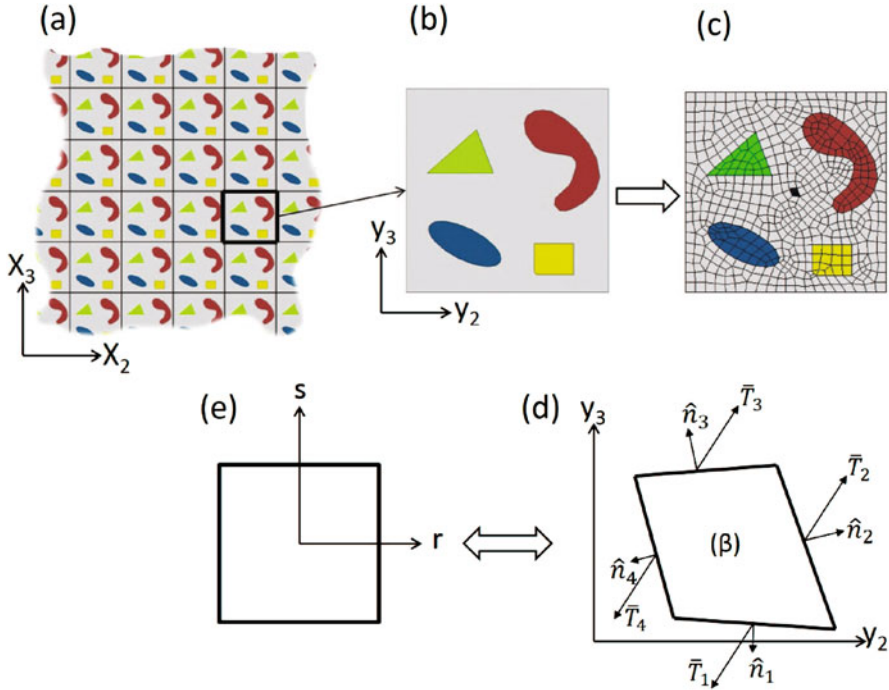 (a)
(b)
(c)
X₃
X₂
y₃
y₂
(e)
s
r
(d)
y₃
y₂
(β)
n̂₃
T̄₃
T̄₂
n̂₂
n̂₄
T̄₄
T̄₁
n̂₁